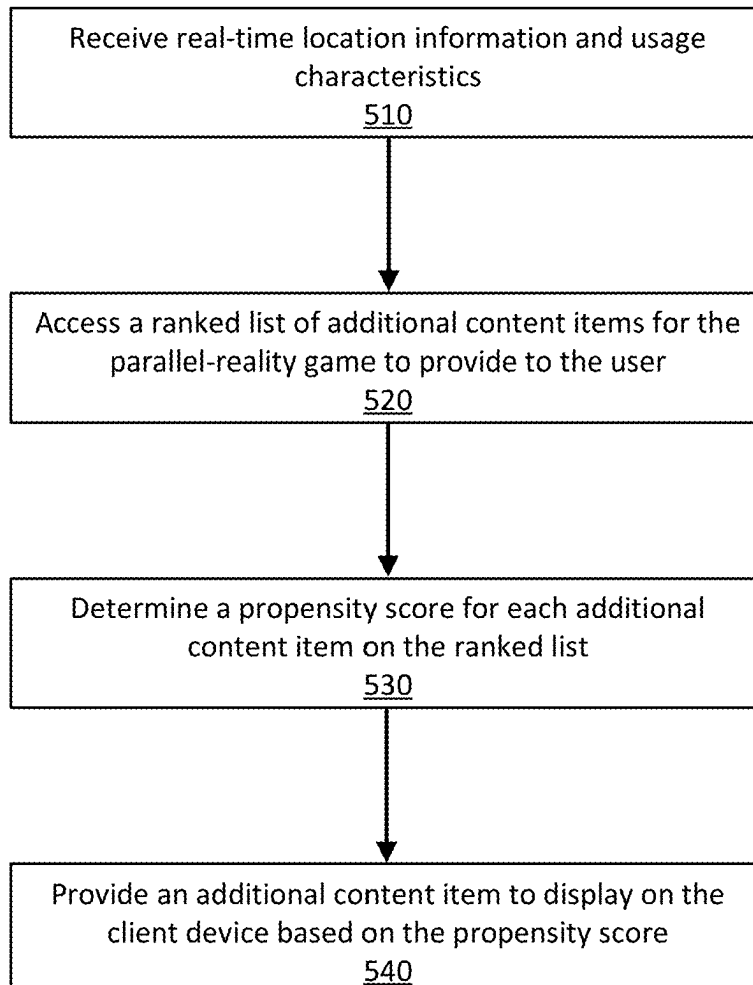 Receive real-time location information and usage
characteristics
510
Access a ranked list of additional content items for the
parallel-reality game to provide to the user
520
Determine a propensity score for each additional
content item on the ranked list
530
Provide an additional content item to display on the
client device based on the propensity score
540